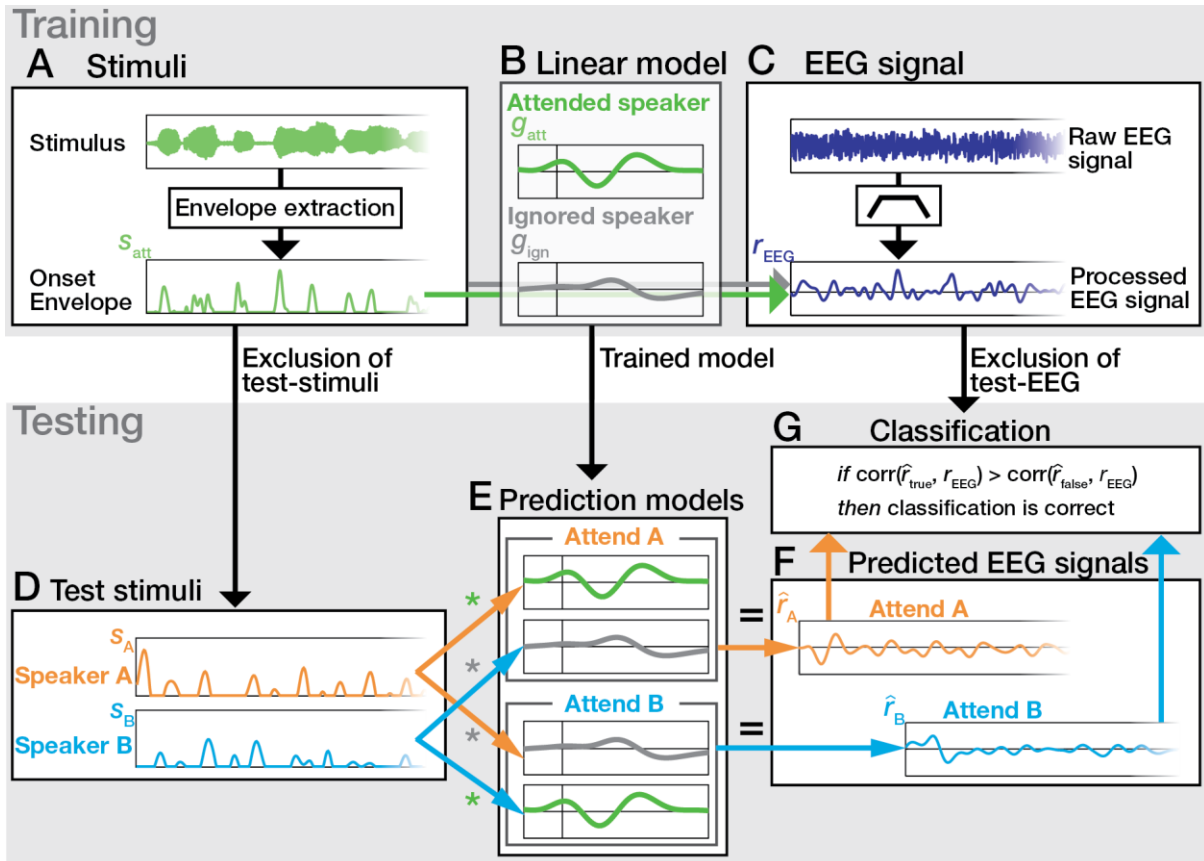 Training
A Stimuli
Stimulus
Envelope extraction
s_att
Onset
Envelope
B Linear model
Attended speaker
g_att
Ignored speaker
g_ign
C EEG signal
Raw EEG
signal
r_EEG
Processed
EEG signal
Exclusion of
test-stimuli
Trained model
Exclusion of
test-EEG
Testing
D Test stimuli
s_A
Speaker A
s_B
Speaker B
E Prediction models
Attend A
*
*
Attend B
*
*
=
=
G Classification
if corr(r̂_true, r_EEG) > corr(r̂_false, r_EEG)
then classification is correct
F Predicted EEG signals
r̂_A Attend A
r̂_B Attend B